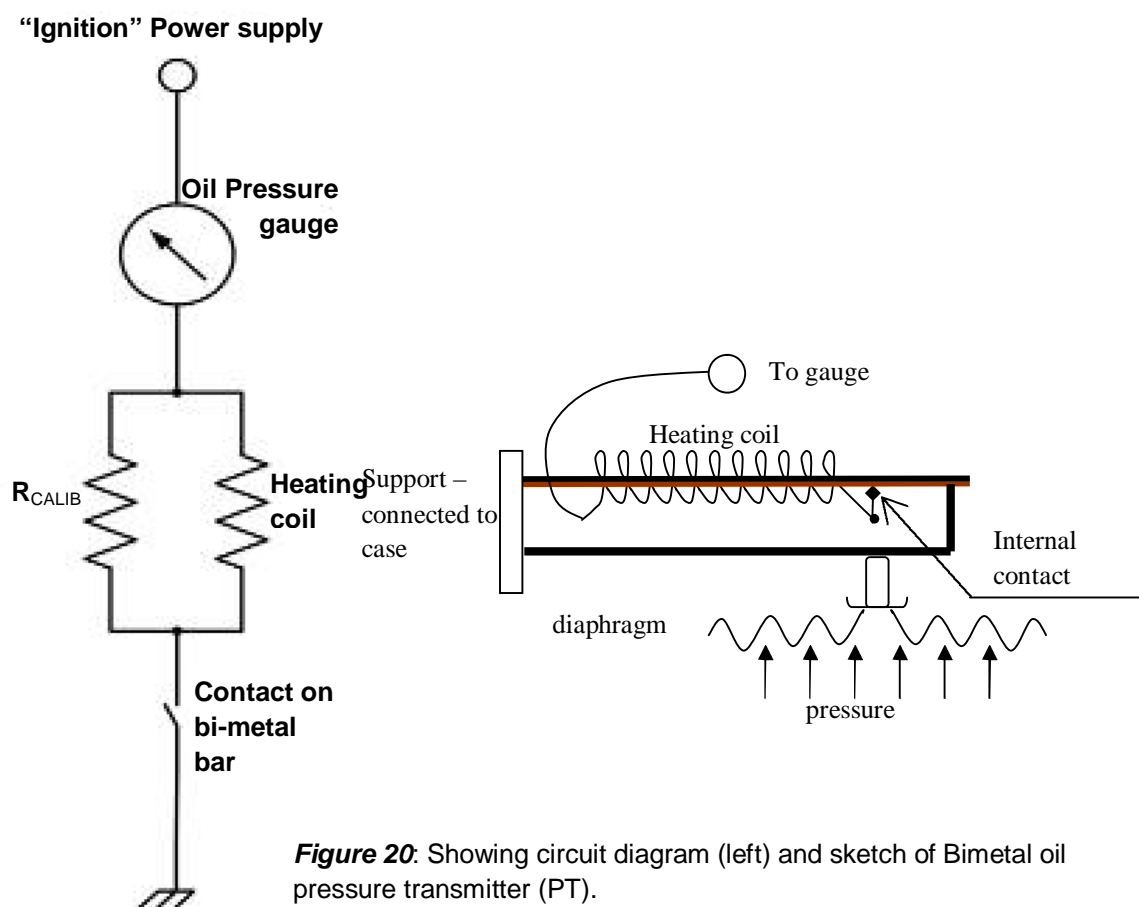 “Ignition” Power supply
Oil Pressure
gauge
To gauge
Heating coil
R_CALIB
Heating
coil
Support –
connected to
case
Internal
contact
diaphragm
pressure
Contact on
bi-metal
bar
Figure 20: Showing circuit diagram (left) and sketch of Bimetal oil
pressure transmitter (PT).